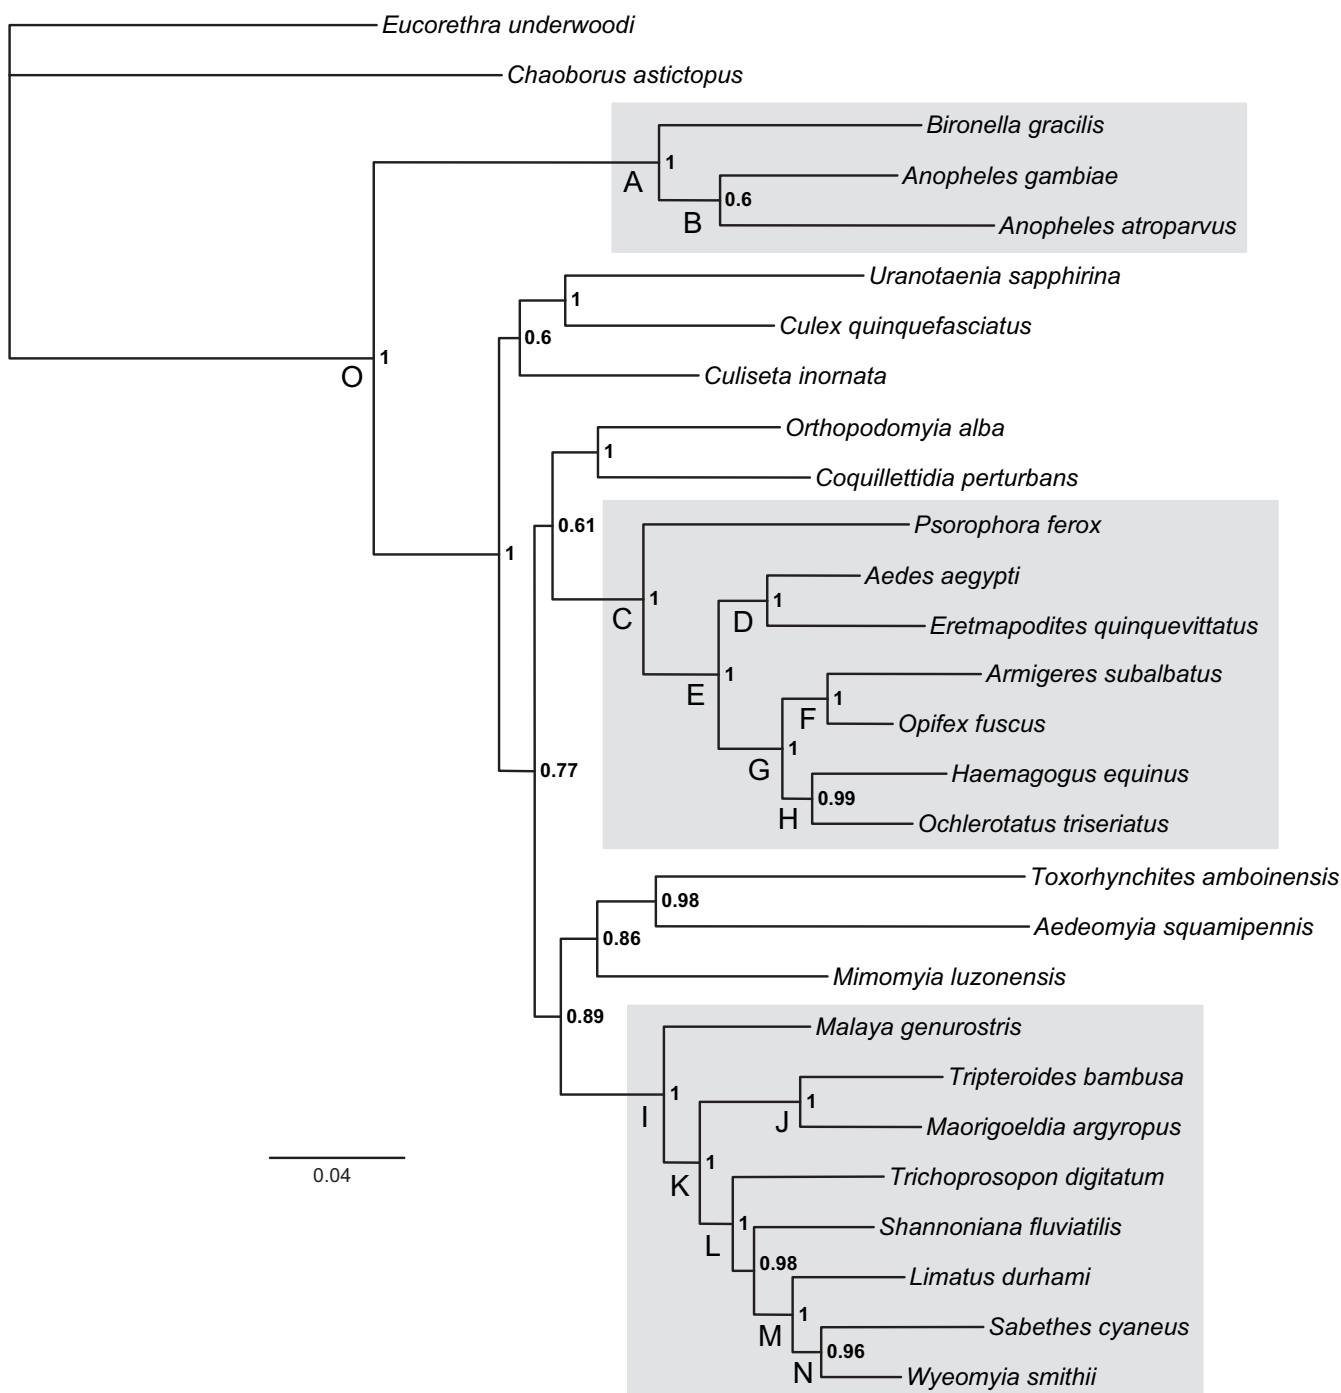 Eucorethra underwoodi
Chaoborus astictopus
Bironella gracilis
1
A
Anopheles gambiae
0.6
B
Anopheles atroparvus
Uranotaenia sapphirina
1
Culex quinquefasciatus
0.6
1
O
Culiseta inornata
Orthopodomyia alba
1
Coquillettidia perturbans
0.61
Psorophora ferox
1
Aedes aegypti
1
C
1
D
Eretmapodites quinquevittatus
1
E
Armigeres subalbatus
1
F
Opifex fuscus
1
G
0.77
Haemagogus equinus
0.99
H
Ochlerotatus triseriatus
Toxorhynchites amboinensis
0.98
Aedeomyia squamipennis
0.86
Mimomyia luzonensis
0.89
Malaya genurostris
Tripteroides bambusa
1
I
1
J
Maorigoeldia argyropus
1
K
0.04
Trichoprosopon digitatum
1
L
Shannoniana fluviatilis
0.98
Limatus durhami
1
M
Sabethes cyaneus
0.96
N
Wyeomyia smithii